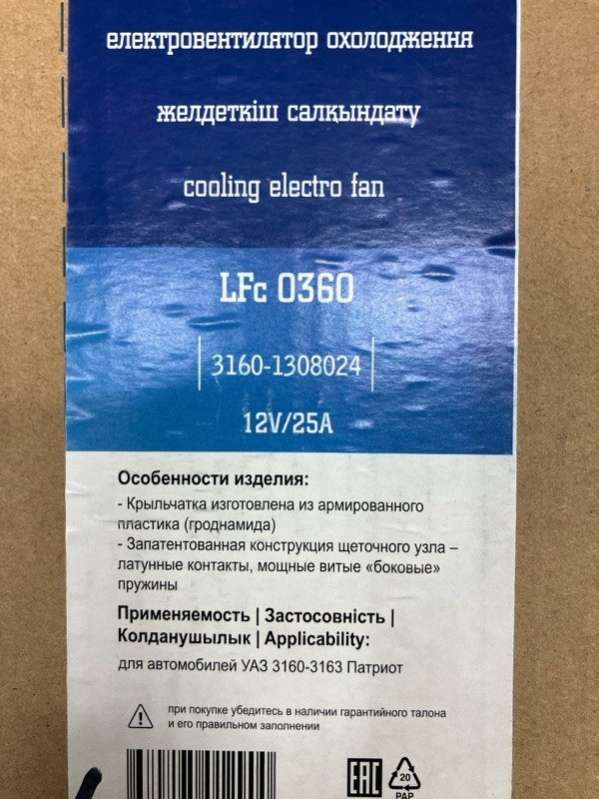 електровентилятор охолодження
желдеткіш салқындату
cooling electro fan
LFc 0360
3160-1308024
12V/25A
Особенности изделия:
- Крыльчатка изготовлена из армированного
пластика (гроднамида)
- Запатентованная конструкция щеточного узла –
латунные контакты, мощные витые «боковые»
пружины
Применяемость | Застосовність |
Колданушылык | Applicability:
для автомобилей УАЗ 3160-3163 Патриот
при покупке убедитесь в наличии гарантийного талона
и его правильном заполнении
EAC
20
PAP